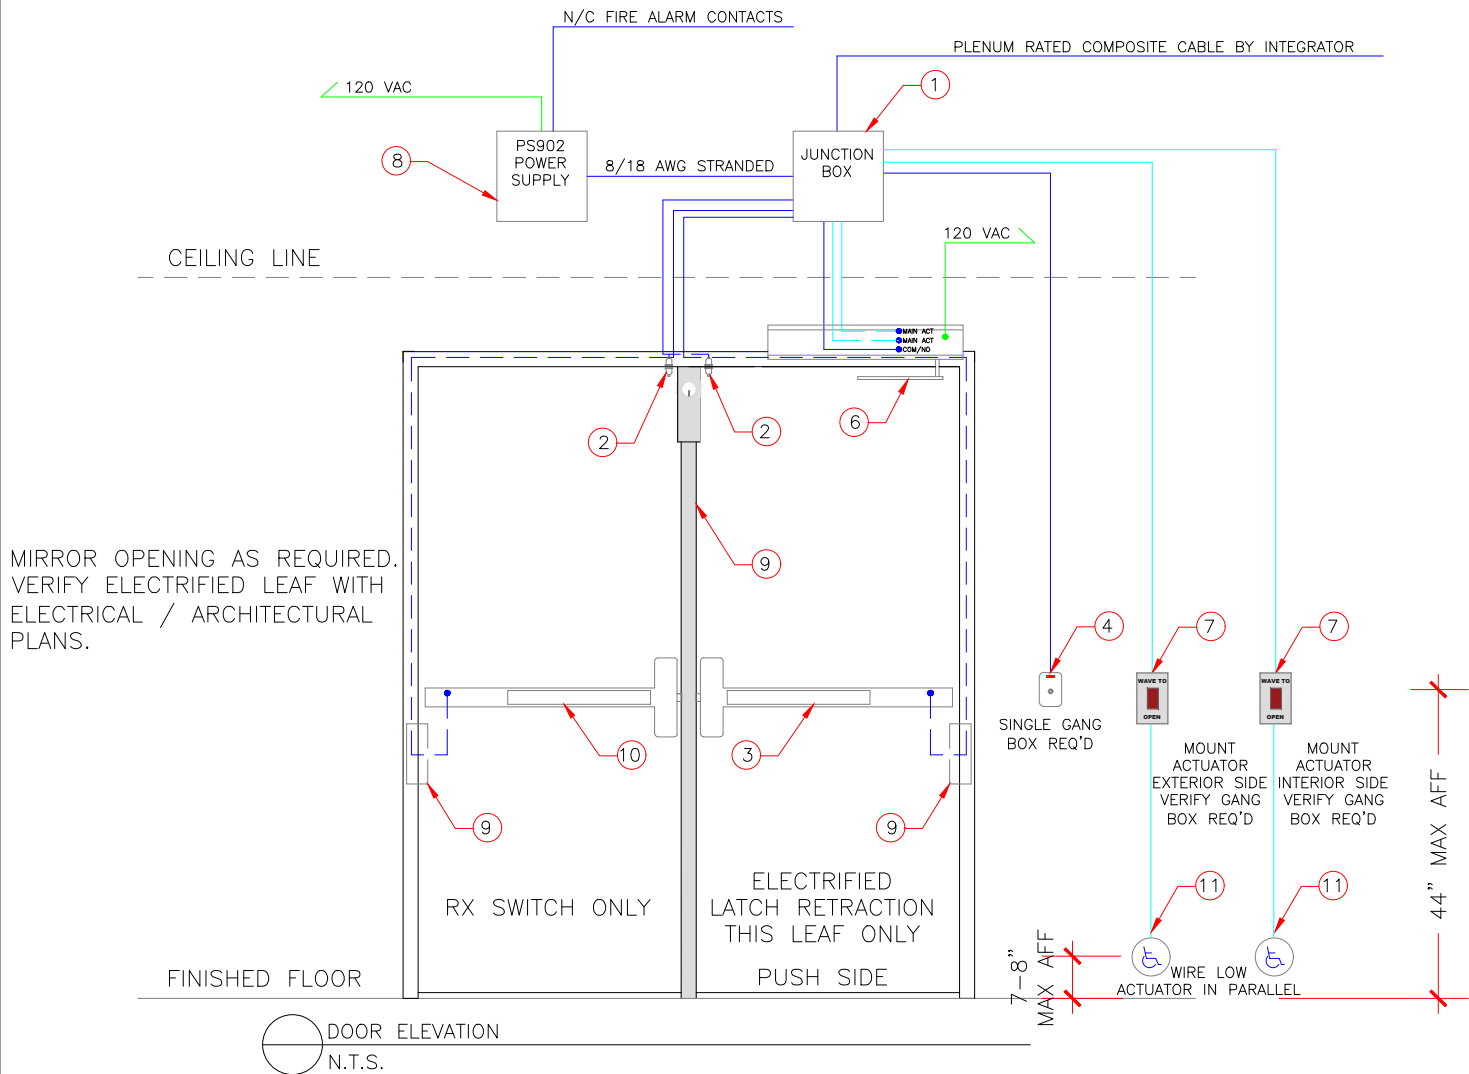 N/C FIRE ALARM CONTACTS
PLENUM RATED COMPOSITE CABLE BY INTEGRATOR
120 VAC
1
PS902
POWER
SUPPLY
8
8/18 AWG STRANDED
JUNCTION
BOX
120 VAC
CEILING LINE
MAIN ACT
MAIN ACT
COM/NO
6
2
2
MIRROR OPENING AS REQUIRED.
VERIFY ELECTRIFIED LEAF WITH
ELECTRICAL / ARCHITECTURAL
PLANS.
9
4
7
7
WAVE TO
OPEN
WAVE TO
OPEN
SINGLE GANG
BOX REQ'D
10
3
MOUNT
ACTUATOR
EXTERIOR SIDE
VERIFY GANG
BOX REQ'D
MOUNT
ACTUATOR
INTERIOR SIDE
VERIFY GANG
BOX REQ'D
9
9
44" MAX AFF
RX SWITCH ONLY
ELECTRIFIED
LATCH RETRACTION
THIS LEAF ONLY
11
11
7-8"
MAX AFF
WIRE LOW
ACTUATOR IN PARALLEL
FINISHED FLOOR
PUSH SIDE
DOOR ELEVATION
N.T.S.